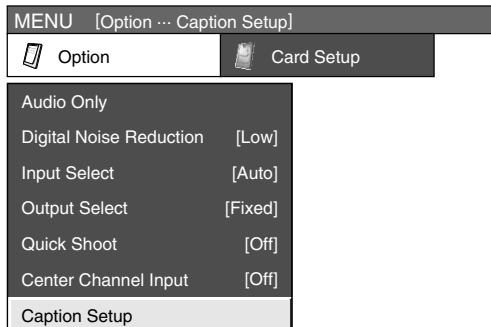 MENU [Option ··· Caption Setup]
Option Card Setup
Audio Only
Digital Noise Reduction [Low]
Input Select [Auto]
Output Select [Fixed]
Quick Shoot [Off]
Center Channel Input [Off]
Caption Setup